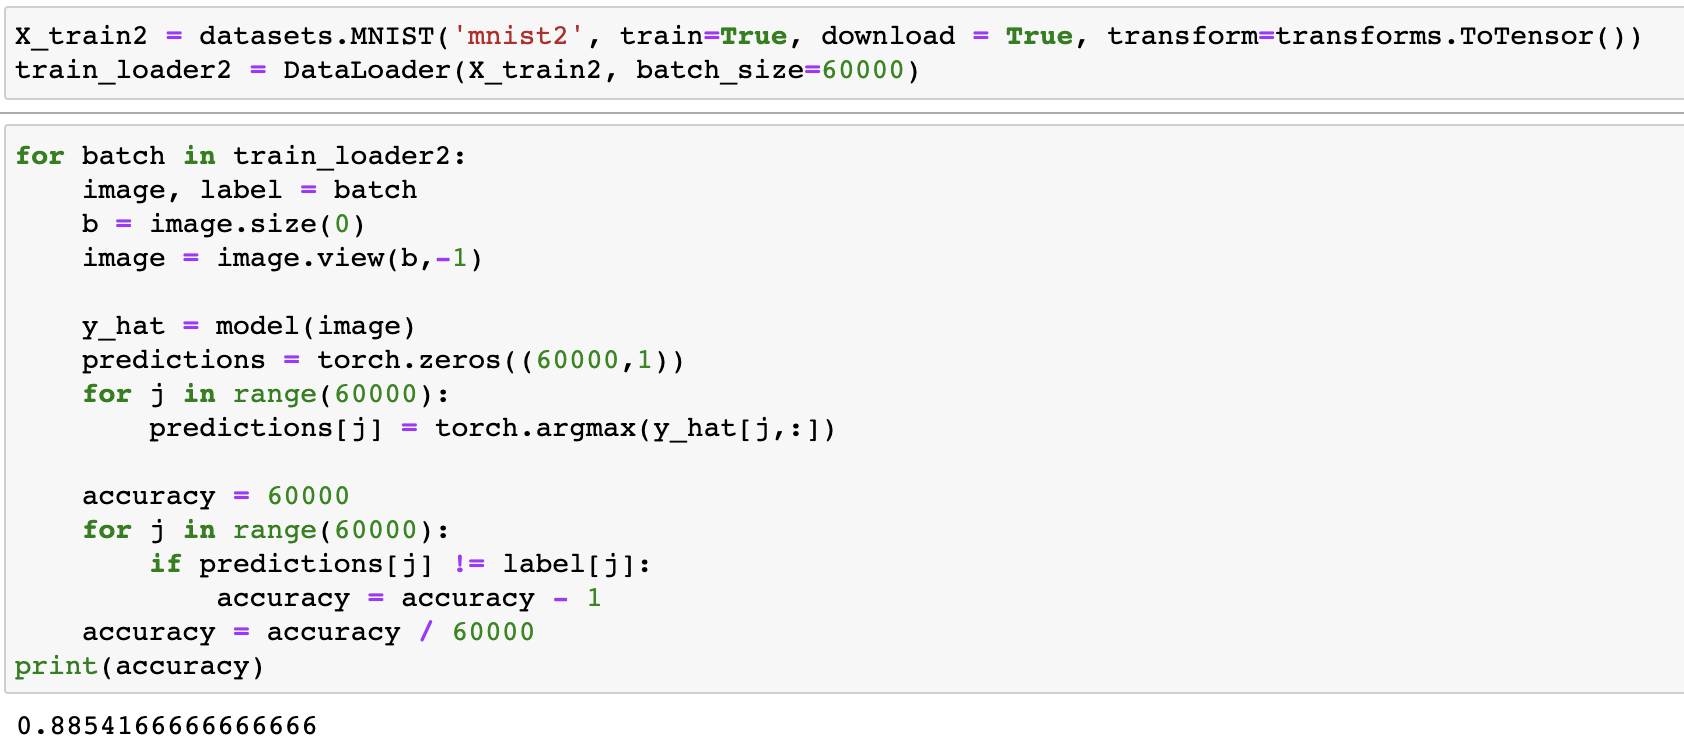 X_train2 = datasets.MNIST('mnist2', train=True, download = True, transform=transforms.ToTensor())
train_loader2 = DataLoader(X_train2, batch_size=60000)
for batch in train_loader2:
    image, label = batch
    b = image.size(0)
    image = image.view(b,-1)
    y_hat = model(image)
    predictions = torch.zeros((60000,1))
    for j in range(60000):
        predictions[j] = torch.argmax(y_hat[j,:])
    accuracy = 60000
    for j in range(60000):
        if predictions[j] != label[j]:
            accuracy = accuracy - 1
    accuracy = accuracy / 60000
print(accuracy)
0.8854166666666666